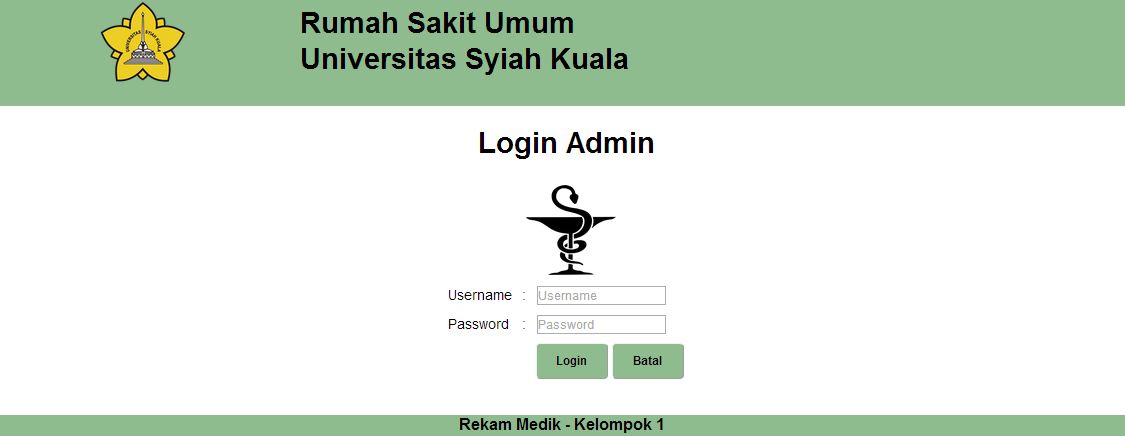 UNIVERSITAS SYIAH KUALA
Rumah Sakit Umum
Universitas Syiah Kuala
Login Admin
Username : Username
Password : Password
Login Batal
Rekam Medik - Kelompok 1